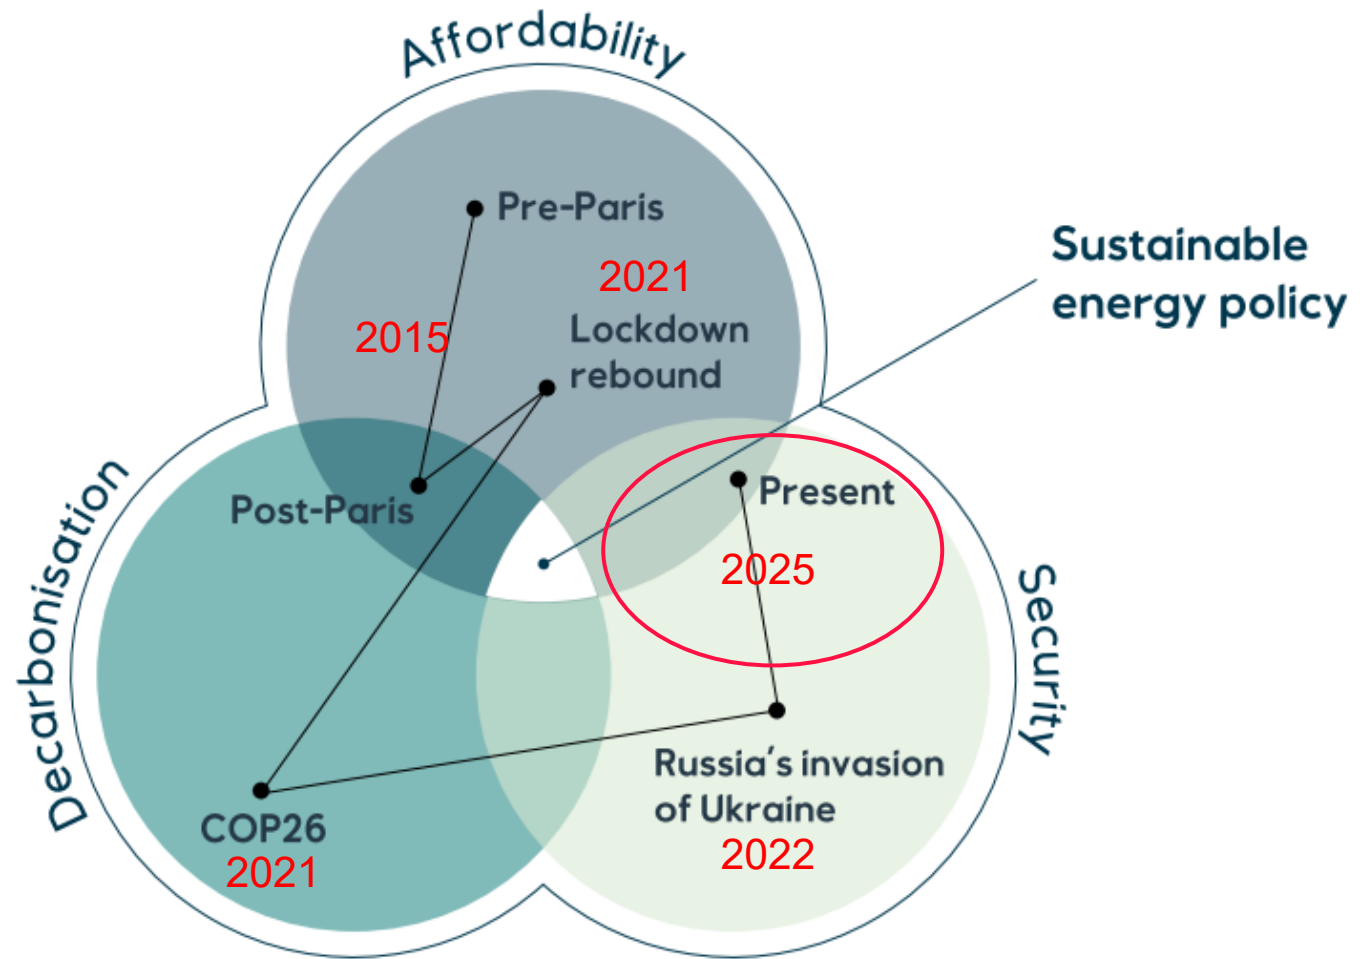 Affordability
Pre-Paris
Sustainable
energy policy
2021
2015
Lockdown
rebound
Decarbonisation
Post-Paris
Present
2025
Security
Russia's invasion
of Ukraine
2022
COP26
2021